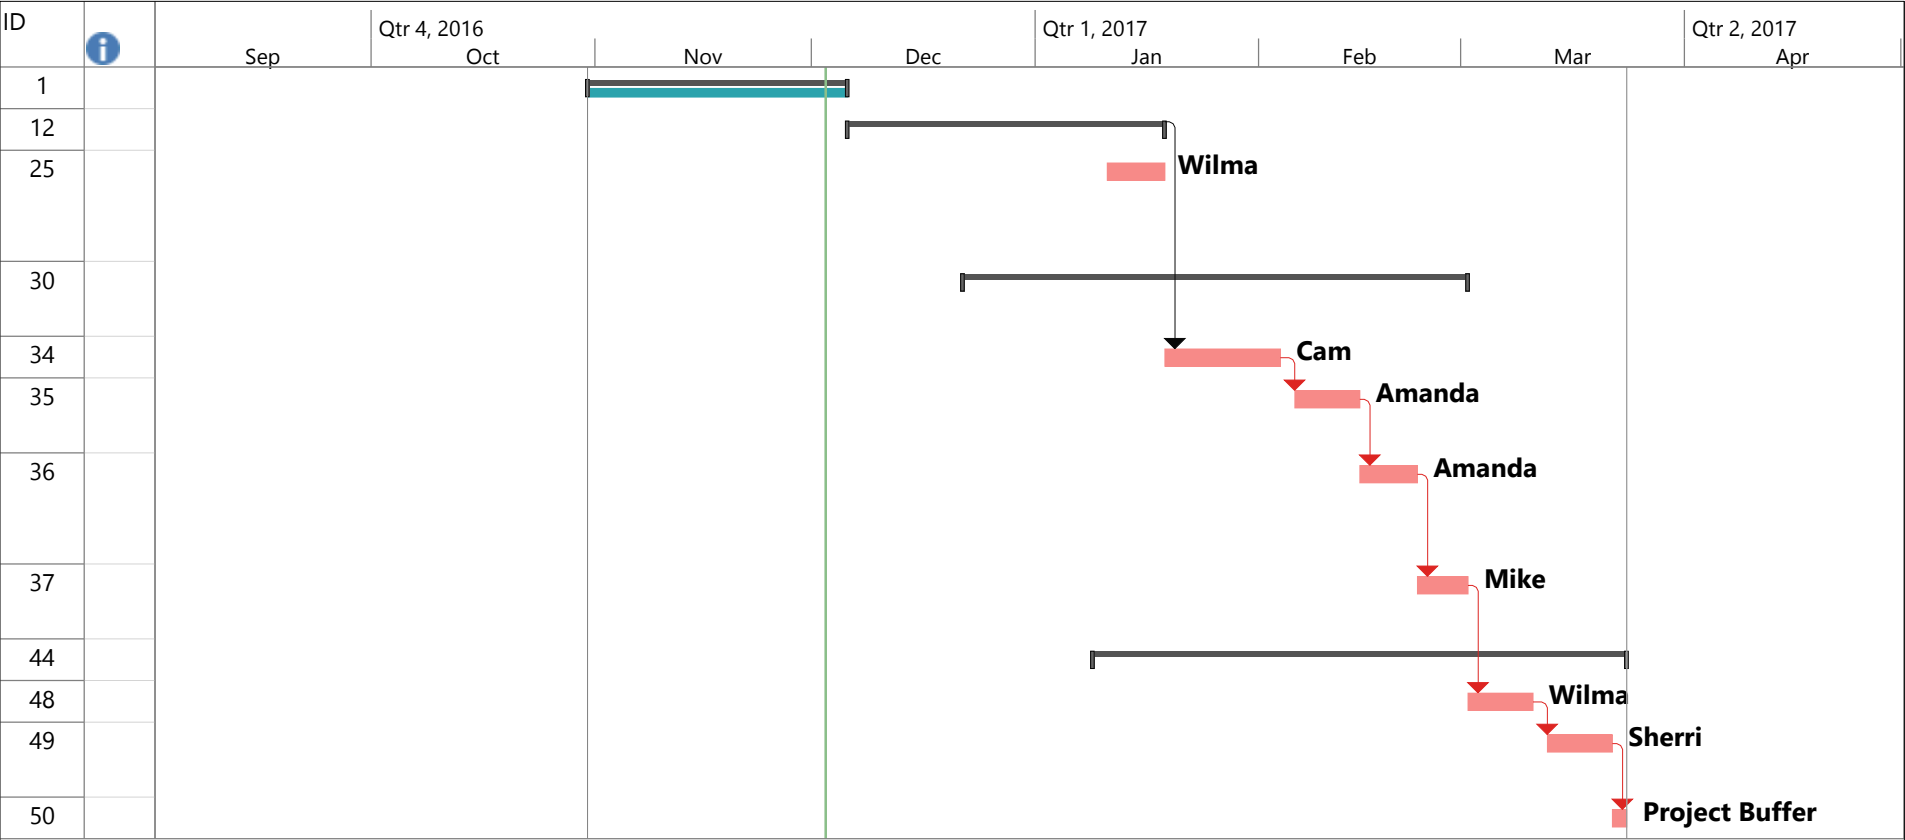 ID
i
Qtr 4, 2016
Qtr 1, 2017
Qtr 2, 2017
Sep
Oct
Nov
Dec
Jan
Feb
Mar
Apr
1
12
25
Wilma
30
34
Cam
35
Amanda
36
Amanda
37
Mike
44
48
Wilma
49
Sherri
50
Project Buffer